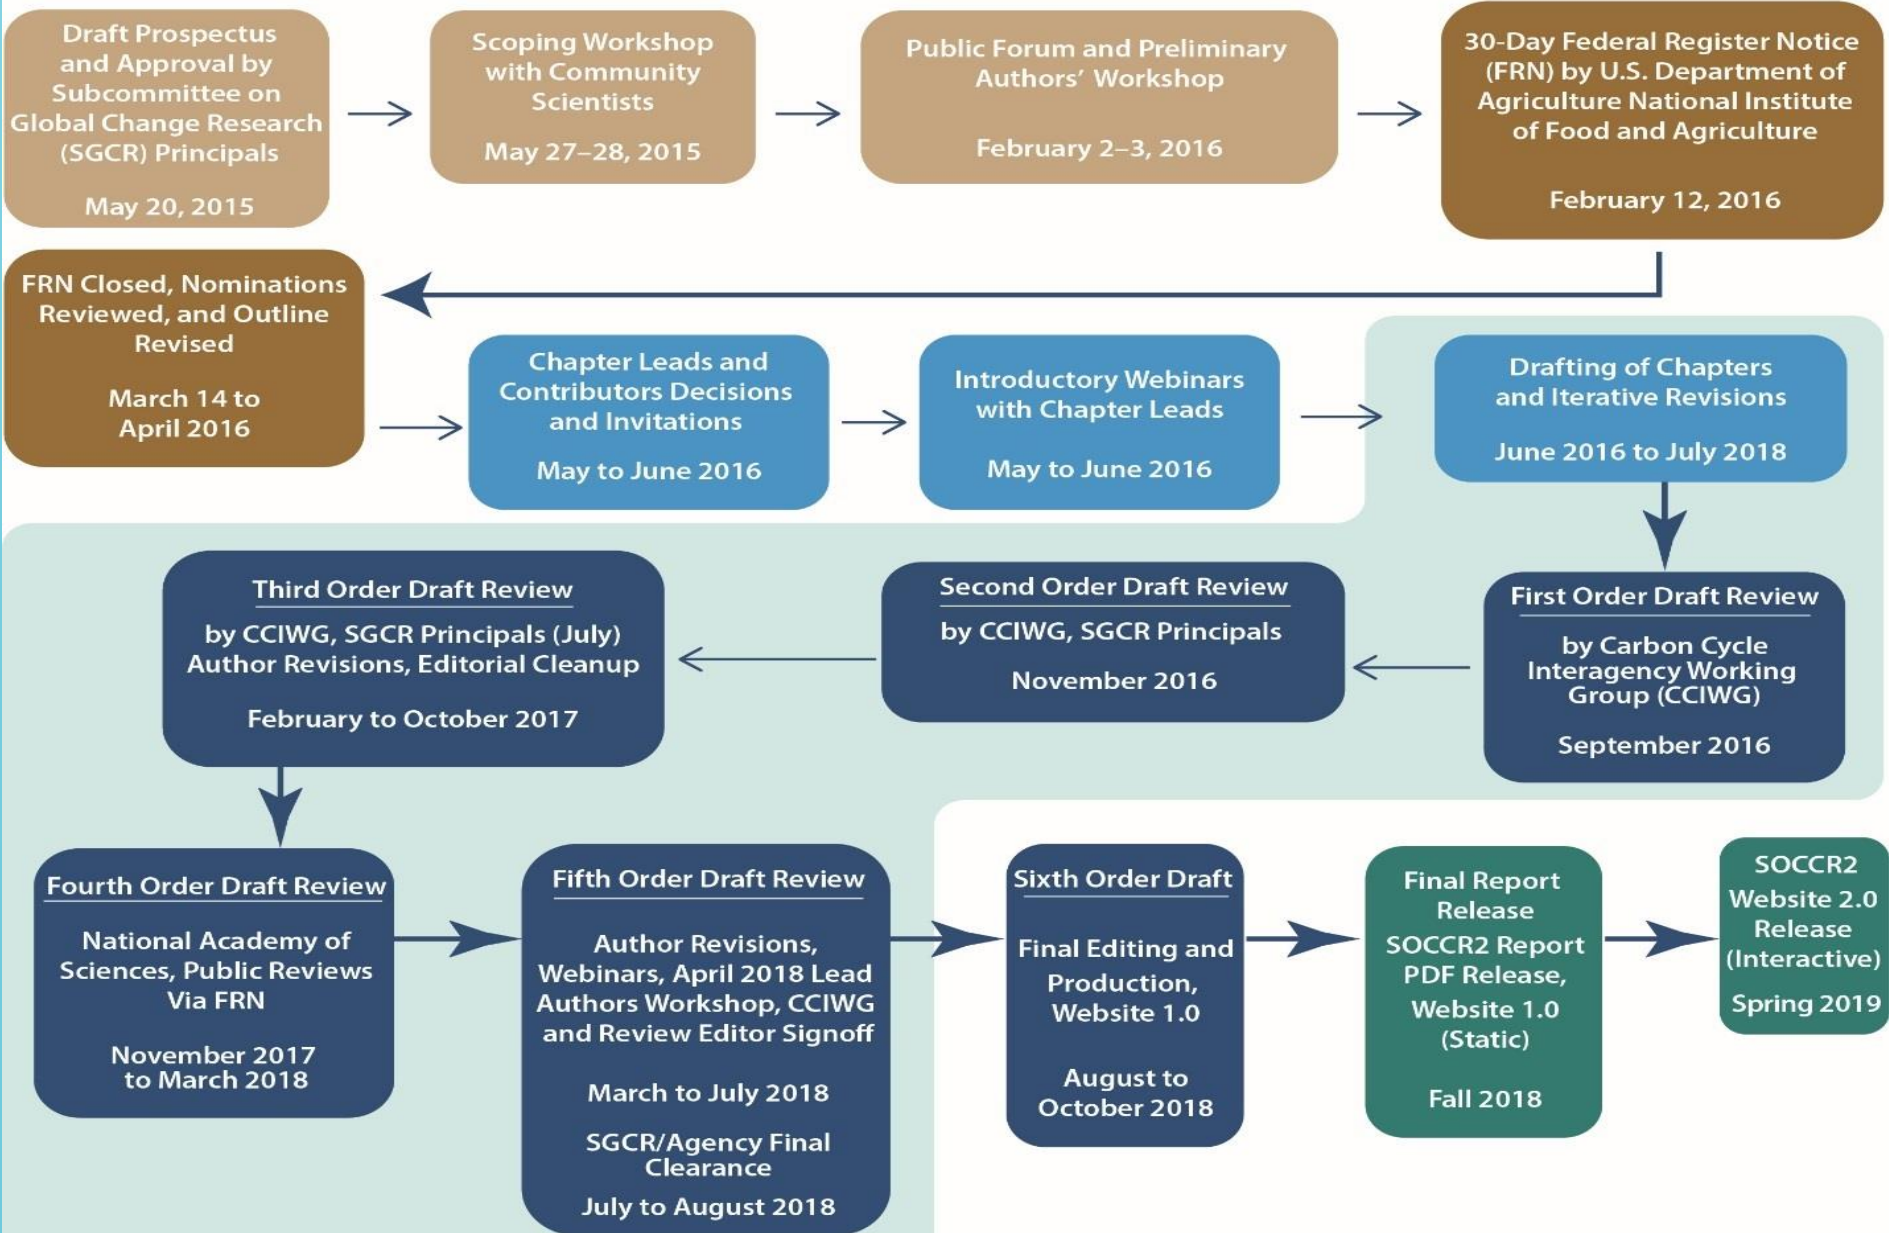 Draft Prospectus
and Approval by
Subcommittee on
Global Change Research
(SGCR) Principals
May 20, 2015
Scoping Workshop
with Community
Scientists
May 27–28, 2015
Public Forum and Preliminary
Authors’ Workshop
February 2–3, 2016
30-Day Federal Register Notice
(FRN) by U.S. Department of
Agriculture National Institute
of Food and Agriculture
February 12, 2016
FRN Closed, Nominations
Reviewed, and Outline
Revised
March 14 to
April 2016
Chapter Leads and
Contributors Decisions
and Invitations
May to June 2016
Introductory Webinars
with Chapter Leads
May to June 2016
Drafting of Chapters
and Iterative Revisions
June 2016 to July 2018
First Order Draft Review
by Carbon Cycle
Interagency Working
Group (CCIWG)
September 2016
Second Order Draft Review
by CCIWG, SGCR Principals
November 2016
Third Order Draft Review
by CCIWG, SGCR Principals (July)
Author Revisions, Editorial Cleanup
February to October 2017
Fourth Order Draft Review
National Academy of
Sciences, Public Reviews
Via FRN
November 2017
to March 2018
Fifth Order Draft Review
Author Revisions,
Webinars, April 2018 Lead
Authors Workshop, CCIWG
and Review Editor Signoff
March to July 2018
SGCR/Agency Final
Clearance
July to August 2018
Sixth Order Draft
Final Editing and
Production,
Website 1.0
August to
October 2018
Final Report
Release
SOCCR2 Report
PDF Release,
Website 1.0
(Static)
Fall 2018
SOCCR2
Website 2.0
Release
(Interactive)
Spring 2019